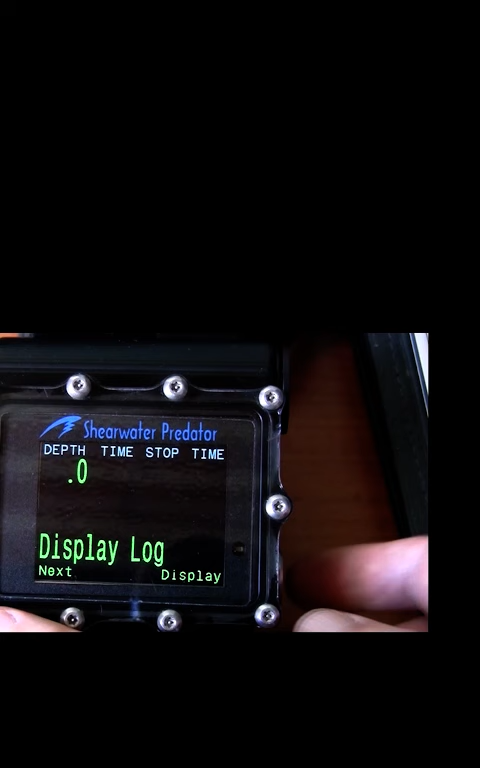 Shearwater Predator
DEPTH TIME STOP TIME
.0
Display Log
Next Display